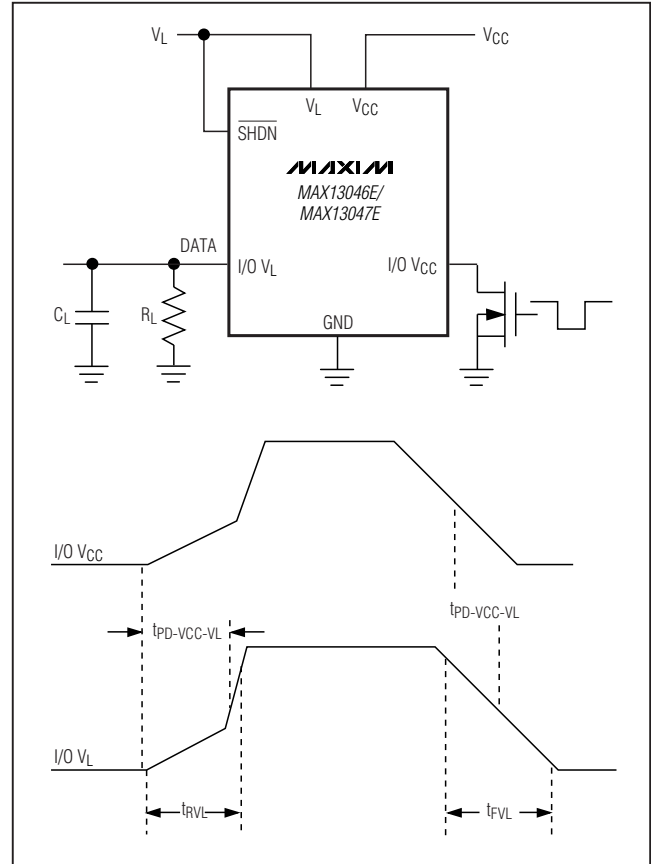 VL
VCC
VL
VCC
SHDN
MAXIM
MAX13046E/
MAX13047E
DATA
I/O VL
I/O VCC
CL
RL
GND
I/O VCC
tPD-VCC-VL
tPD-VCC-VL
I/O VL
tRVL
tFVL